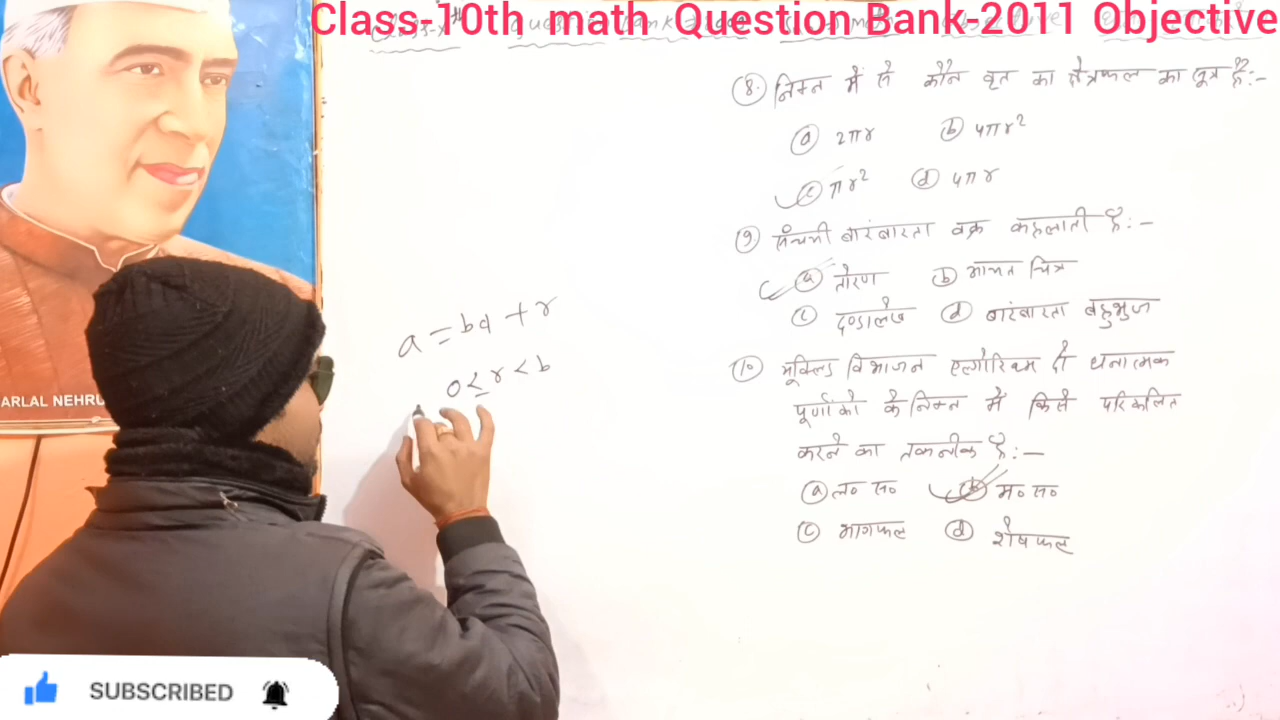 Class-10th math Question Bank-2011 Objective
⑧. निम्न में से कौन वृत का क्षेत्रफल का सूत्र है:-
ⓐ 2πr ⓑ 4πr²
ⓒ πr² ⓓ 4πr
⑨ संचयी बारंबारता वक्र कहलाती है:-
ⓐ तोरण ⓑ आयत चित्र
ⓒ दण्डालेख ⓓ बारंबारता बहुभुज
⑩ यूक्लिड विभाजन एल्गोरिथम से धनात्मक
पूर्णांको के निम्न में किसे परिकलित
करने का तकनीक है:-
ⓐ ल० स० ⓑ म० स०
ⓒ भागफल ⓓ शेषफल
a = bq + r
0 ≤ r < b
ARLAL NEHRU
SUBSCRIBED